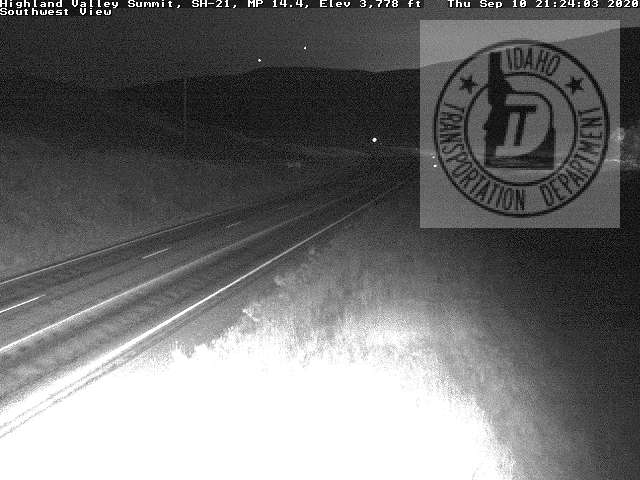 Highland Valley Summit, SH-21, MP 14.4, Elev 3,778 ft   Thu Sep 10 21:24:03 2020
Southwest View
IDAHO
TRANSPORTATION DEPARTMENT